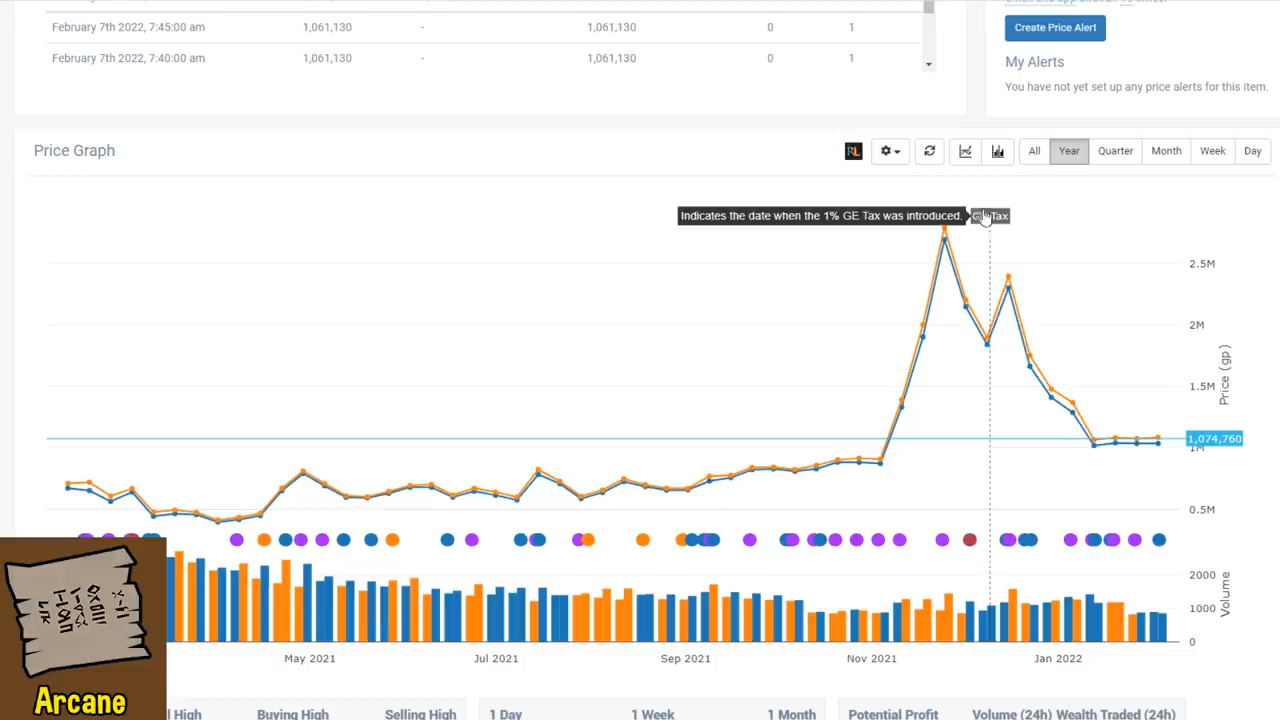 February 7th 2022, 7:45:00 am 1,061,130 - 1,061,130 0 1
February 7th 2022, 7:40:00 am 1,061,130 - 1,061,130 0 1
Create Price Alert
My Alerts
You have not yet set up any price alerts for this item.
Price Graph
All Year Quarter Month Week Day
Indicates the date when the 1% GE Tax was introduced.
2.5M
2M
1.5M
1,074,760
1M
0.5M
Price (gp)
2000
1000
0
Volume
May 2021 Jul 2021 Sep 2021 Nov 2021 Jan 2022
Arcane
High Buying High Selling High 1 Day 1 Week 1 Month Potential Profit Volume (24h) Wealth Traded (24h)